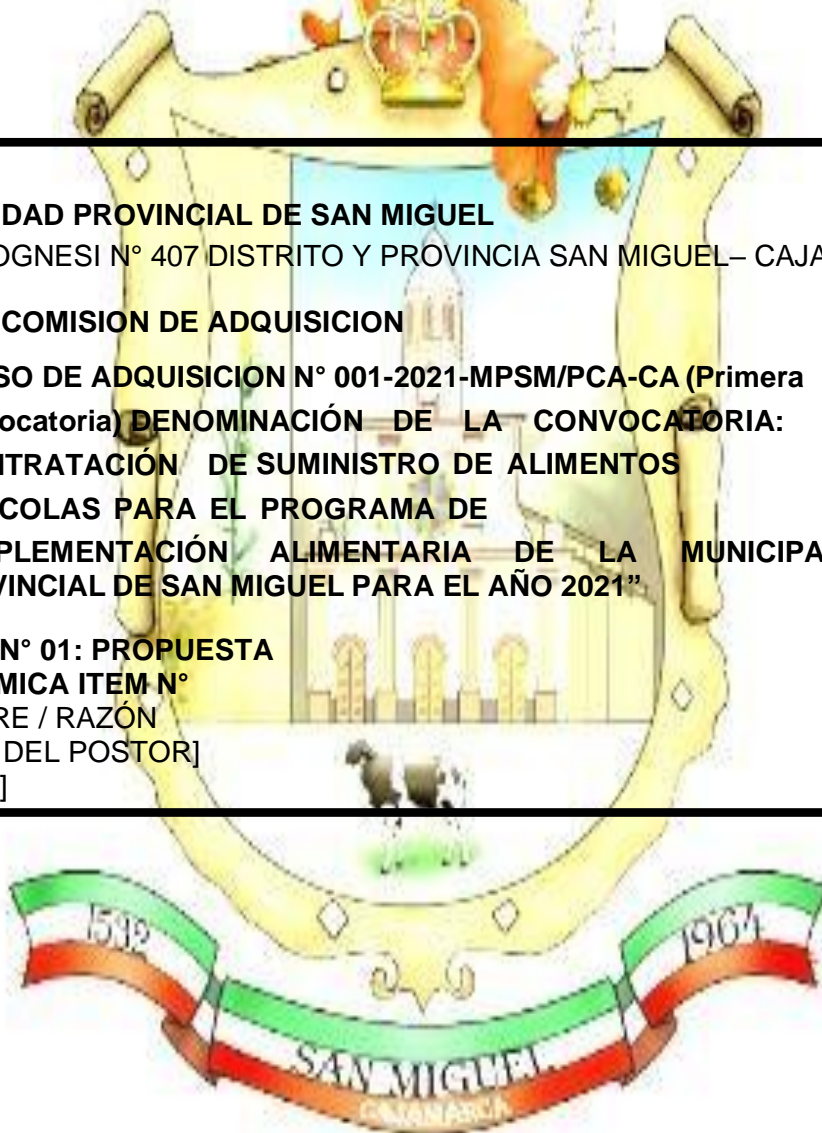 IDAD PROVINCIAL DE SAN MIGUEL
OGNESI N° 407 DISTRITO Y PROVINCIA SAN MIGUEL– CAJA
COMISION DE ADQUISICION
SO DE ADQUISICION N° 001-2021-MPSM/PCA-CA (Primera
ocatoria) DENOMINACIÓN DE LA CONVOCATORIA:
NTRATACIÓN DE SUMINISTRO DE ALIMENTOS
COLAS PARA EL PROGRAMA DE
PLEMENTACIÓN ALIMENTARIA DE LA MUNICIPA
VINCIAL DE SAN MIGUEL PARA EL AÑO 2021”
N° 01: PROPUESTA
MICA ITEM N°
RE / RAZÓN
DEL POSTOR]
]
1532
1964
SAN MIGUEL
CAJAMARCA